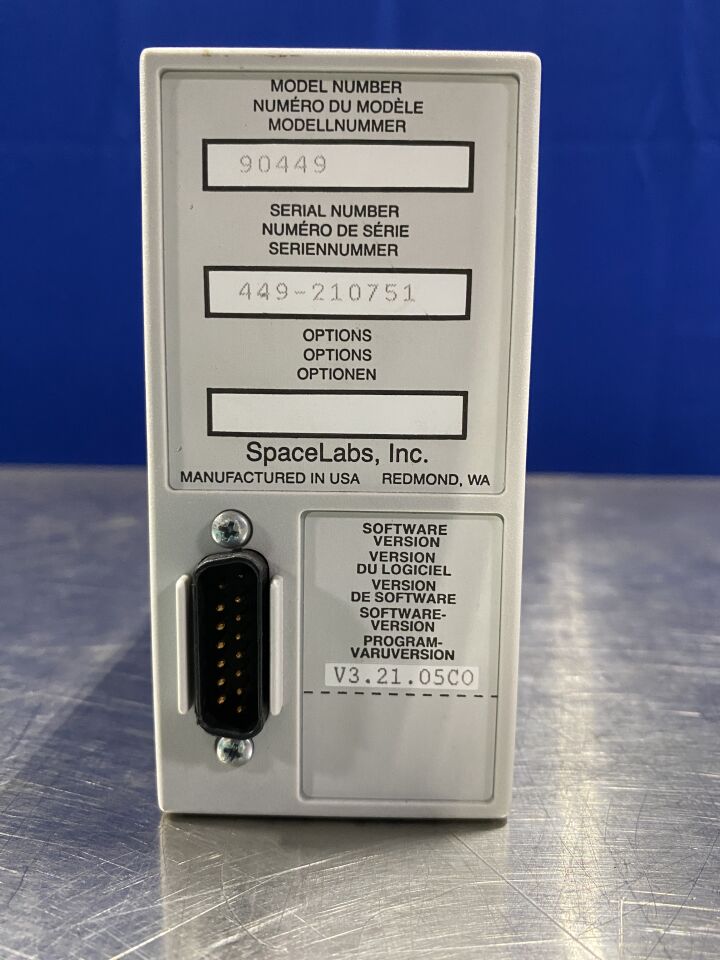 MODEL NUMBER
NUMÉRO DU MODÈLE
MODELLNUMMER
90449
SERIAL NUMBER
NUMÉRO DE SÉRIE
SERIENNUMMER
449-210751
OPTIONS
OPTIONS
OPTIONEN
SpaceLabs, Inc.
MANUFACTURED IN USA REDMOND, WA
SOFTWARE
VERSION
VERSION
DU LOGICIEL
VERSION
DE SOFTWARE
SOFTWARE-
VERSION
PROGRAM-
VARUVERSION
V3.21.05C0